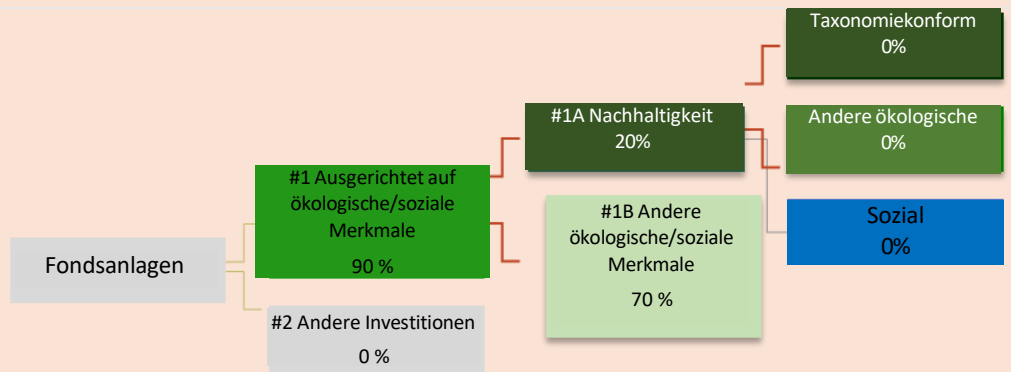 Fondsanlagen
#1 Ausgerichtet auf
ökologische/soziale
Merkmale
90 %
#2 Andere Investitionen
0 %
#1A Nachhaltigkeit
20%
#1B Andere
ökologische/soziale
Merkmale
70 %
Taxonomiekonform
0%
Andere ökologische
0%
Sozial
0%